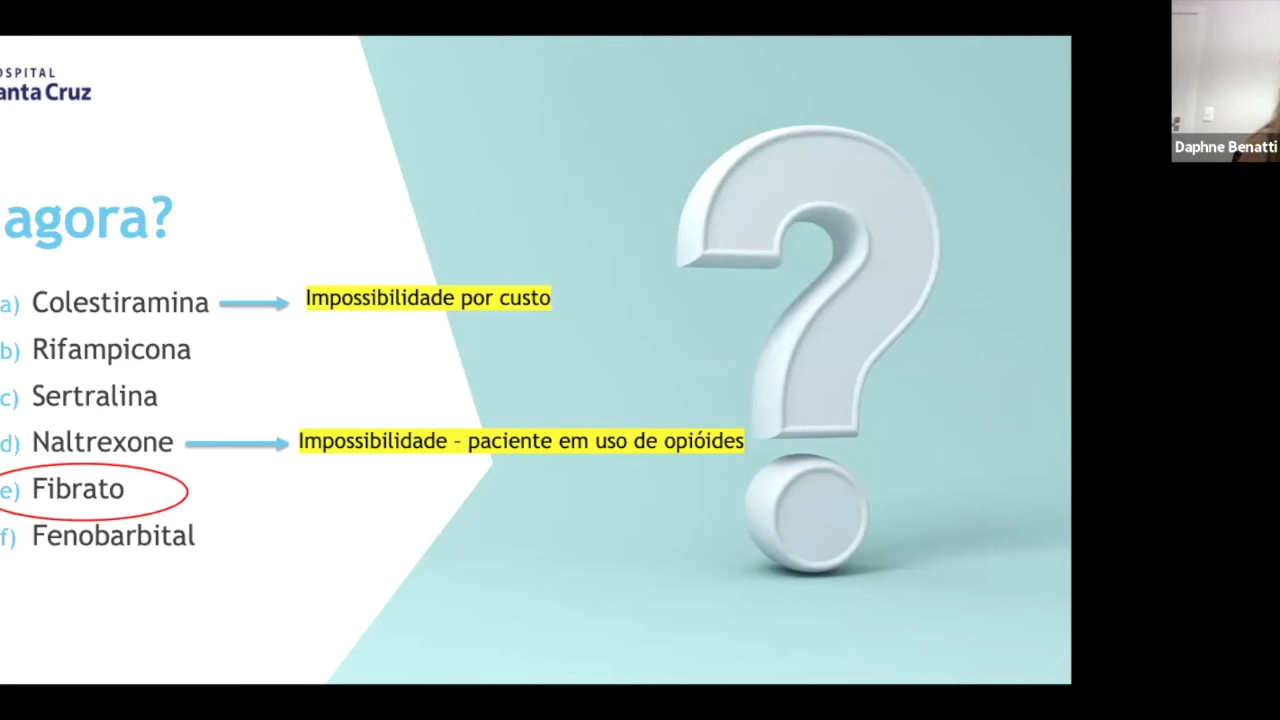 OSPITAL
anta Cruz
Daphne Benatti
agora?
a) Colestiramina
Impossibilidade por custo
b) Rifampicona
c) Sertralina
d) Naltrexone
Impossibilidade - paciente em uso de opióides
e) Fibrato
f) Fenobarbital